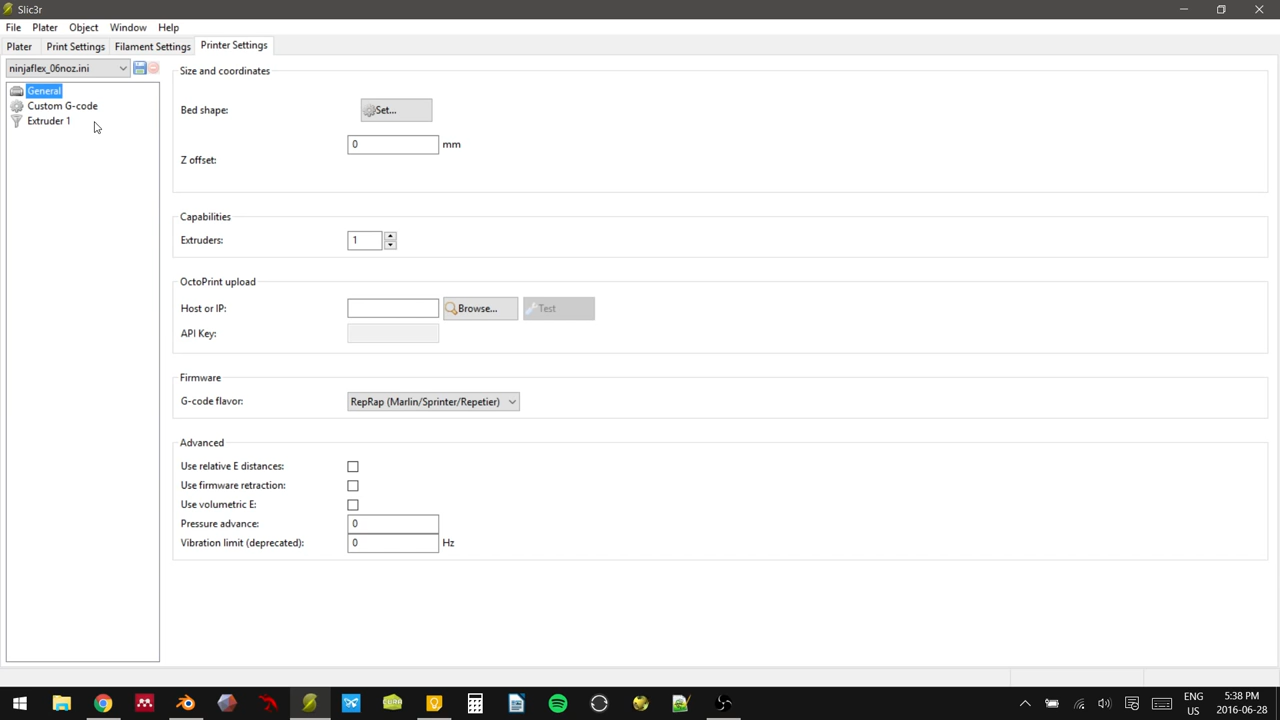 Slic3r
File Plater Object Window Help
Plater Print Settings Filament Settings Printer Settings
ninjaflex_06noz.ini
General
Custom G-code
Extruder 1
Size and coordinates
Bed shape: Set...
0 mm
Z offset:
Capabilities
Extruders: 1
OctoPrint upload
Host or IP: Browse... Test
API Key:
Firmware
G-code flavor: RepRap (Marlin/Sprinter/Repetier)
Advanced
Use relative E distances:
Use firmware retraction:
Use volumetric E:
Pressure advance: 0
Vibration limit (deprecated): 0 Hz
ENG 5:38 PM
US 2016-06-28